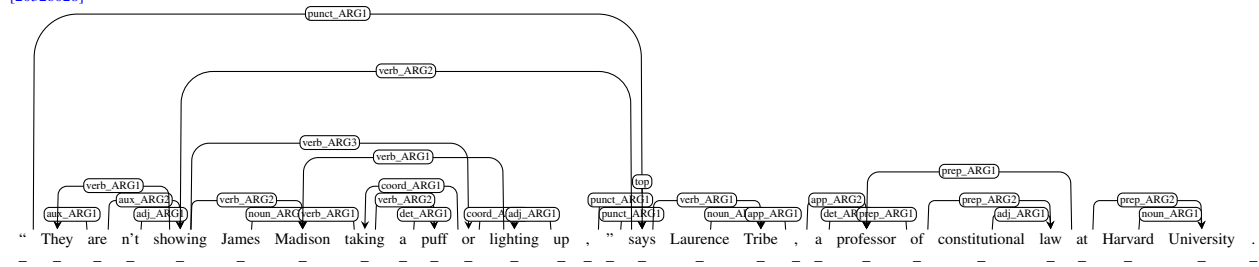 punct_ARG1
verb_ARG2
verb_ARG3
verb_ARG1
prep_ARG1
top
verb_ARG1 coord_ARG1
aux_ARG2 verb_ARG2 verb_ARG2 punct_ARG1 verb_ARG1 app_ARG2 prep_ARG2 prep_ARG2
aux_ARG1 adj_ARG1 verb_ARG1 det_ARG1 adj_ARG1 punct_ARG1 app_ARG1 prep_ARG1 adj_ARG1 noun_ARG1
“ They are n't showing James Madison taking a puff or lighting up , ” says Laurence Tribe , a professor of constitutional law at Harvard University .
_ _ _ _ _ _ _ _ _ _ _ _ _ _ _ _ _ _ _ _ _ _ _ _ _ _ _ _